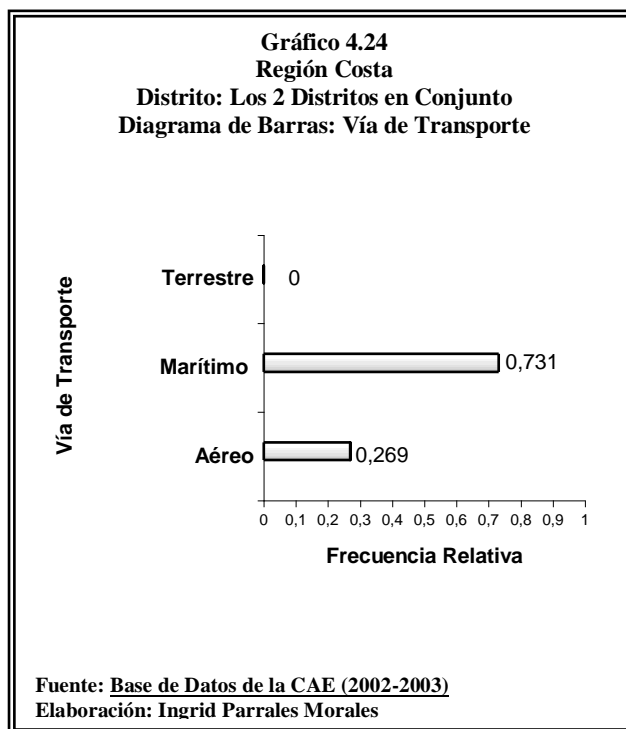 Gráfico 4.24
Región Costa
Distrito: Los 2 Distritos en Conjunto
Diagrama de Barras: Vía de Transporte
Vía de Transporte
Terrestre 0
Marítimo 0,731
Aéreo 0,269
0 0,1 0,2 0,3 0,4 0,5 0,6 0,7 0,8 0,9 1
Frecuencia Relativa
Fuente: Base de Datos de la CAE (2002-2003)
Elaboración: Ingrid Parrales Morales